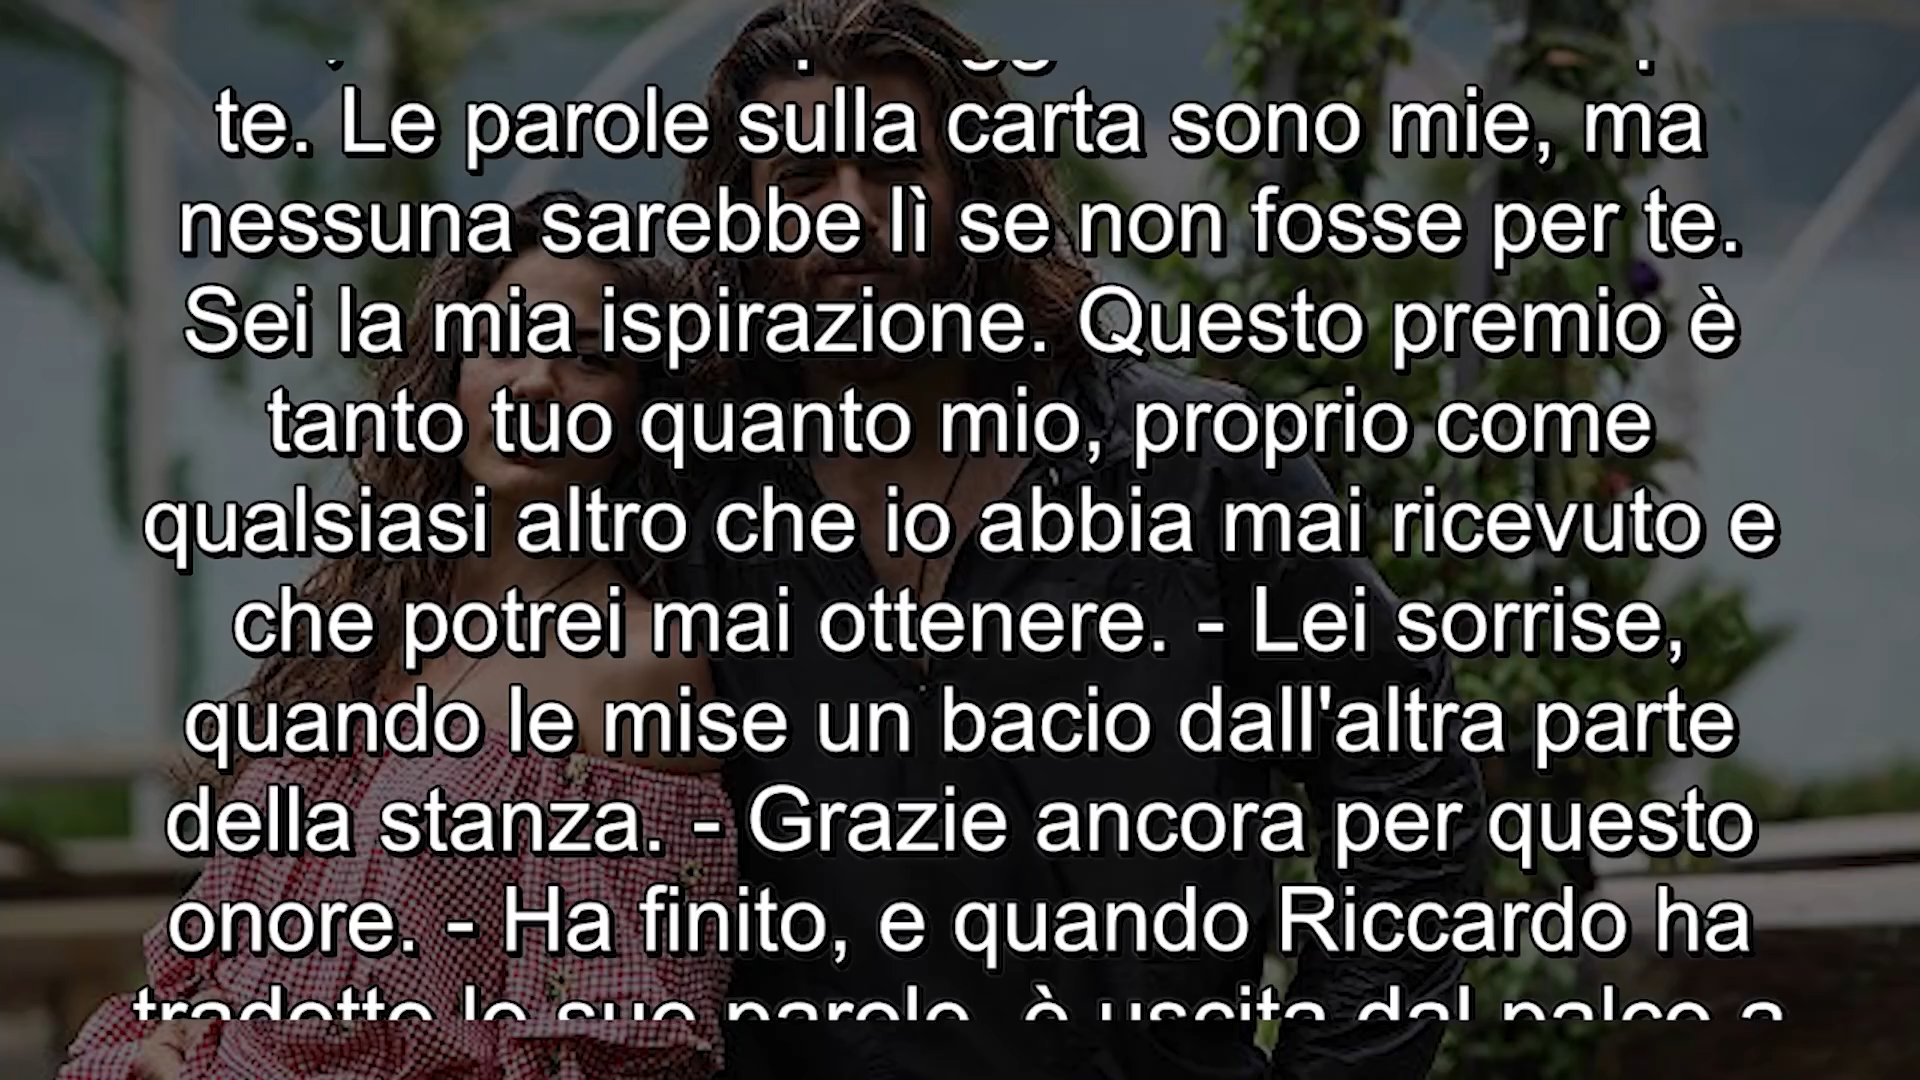 te. Le parole sulla carta sono mie, ma
nessuna sarebbe lì se non fosse per te.
Sei la mia ispirazione. Questo premio è
tanto tuo quanto mio, proprio come
qualsiasi altro che io abbia mai ricevuto e
che potrei mai ottenere. - Lei sorrise,
quando le mise un bacio dall'altra parte
della stanza. - Grazie ancora per questo
onore. - Ha finito, e quando Riccardo ha
tradotto le sue parole, è uscita dal palco a